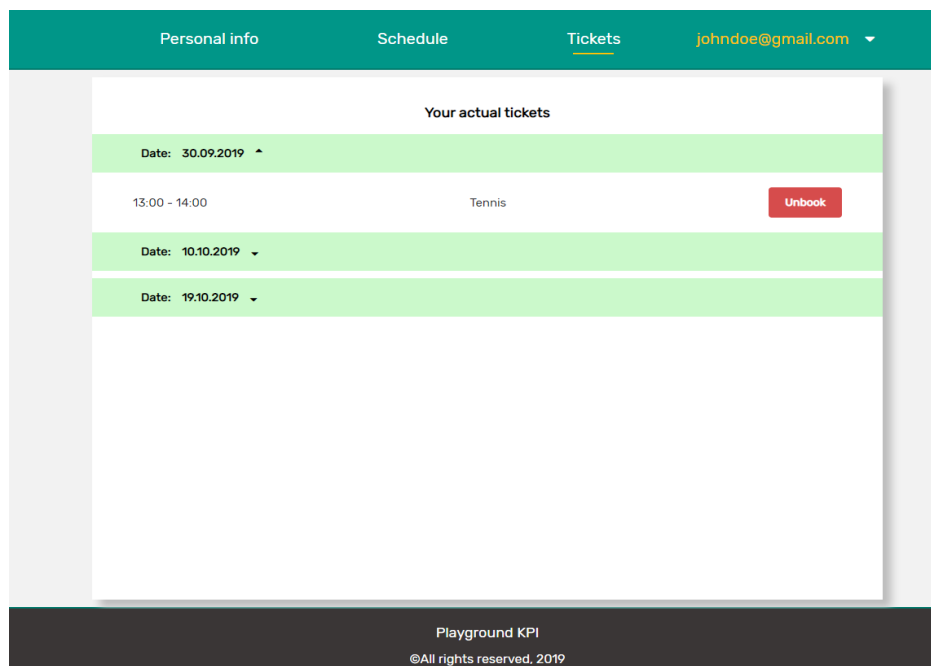 Personal info Schedule Tickets johndoe@gmail.com
Your actual tickets
Date: 30.09.2019
13:00 - 14:00 Tennis Unbook
Date: 10.10.2019
Date: 19.10.2019
Playground KPI
©All rights reserved, 2019